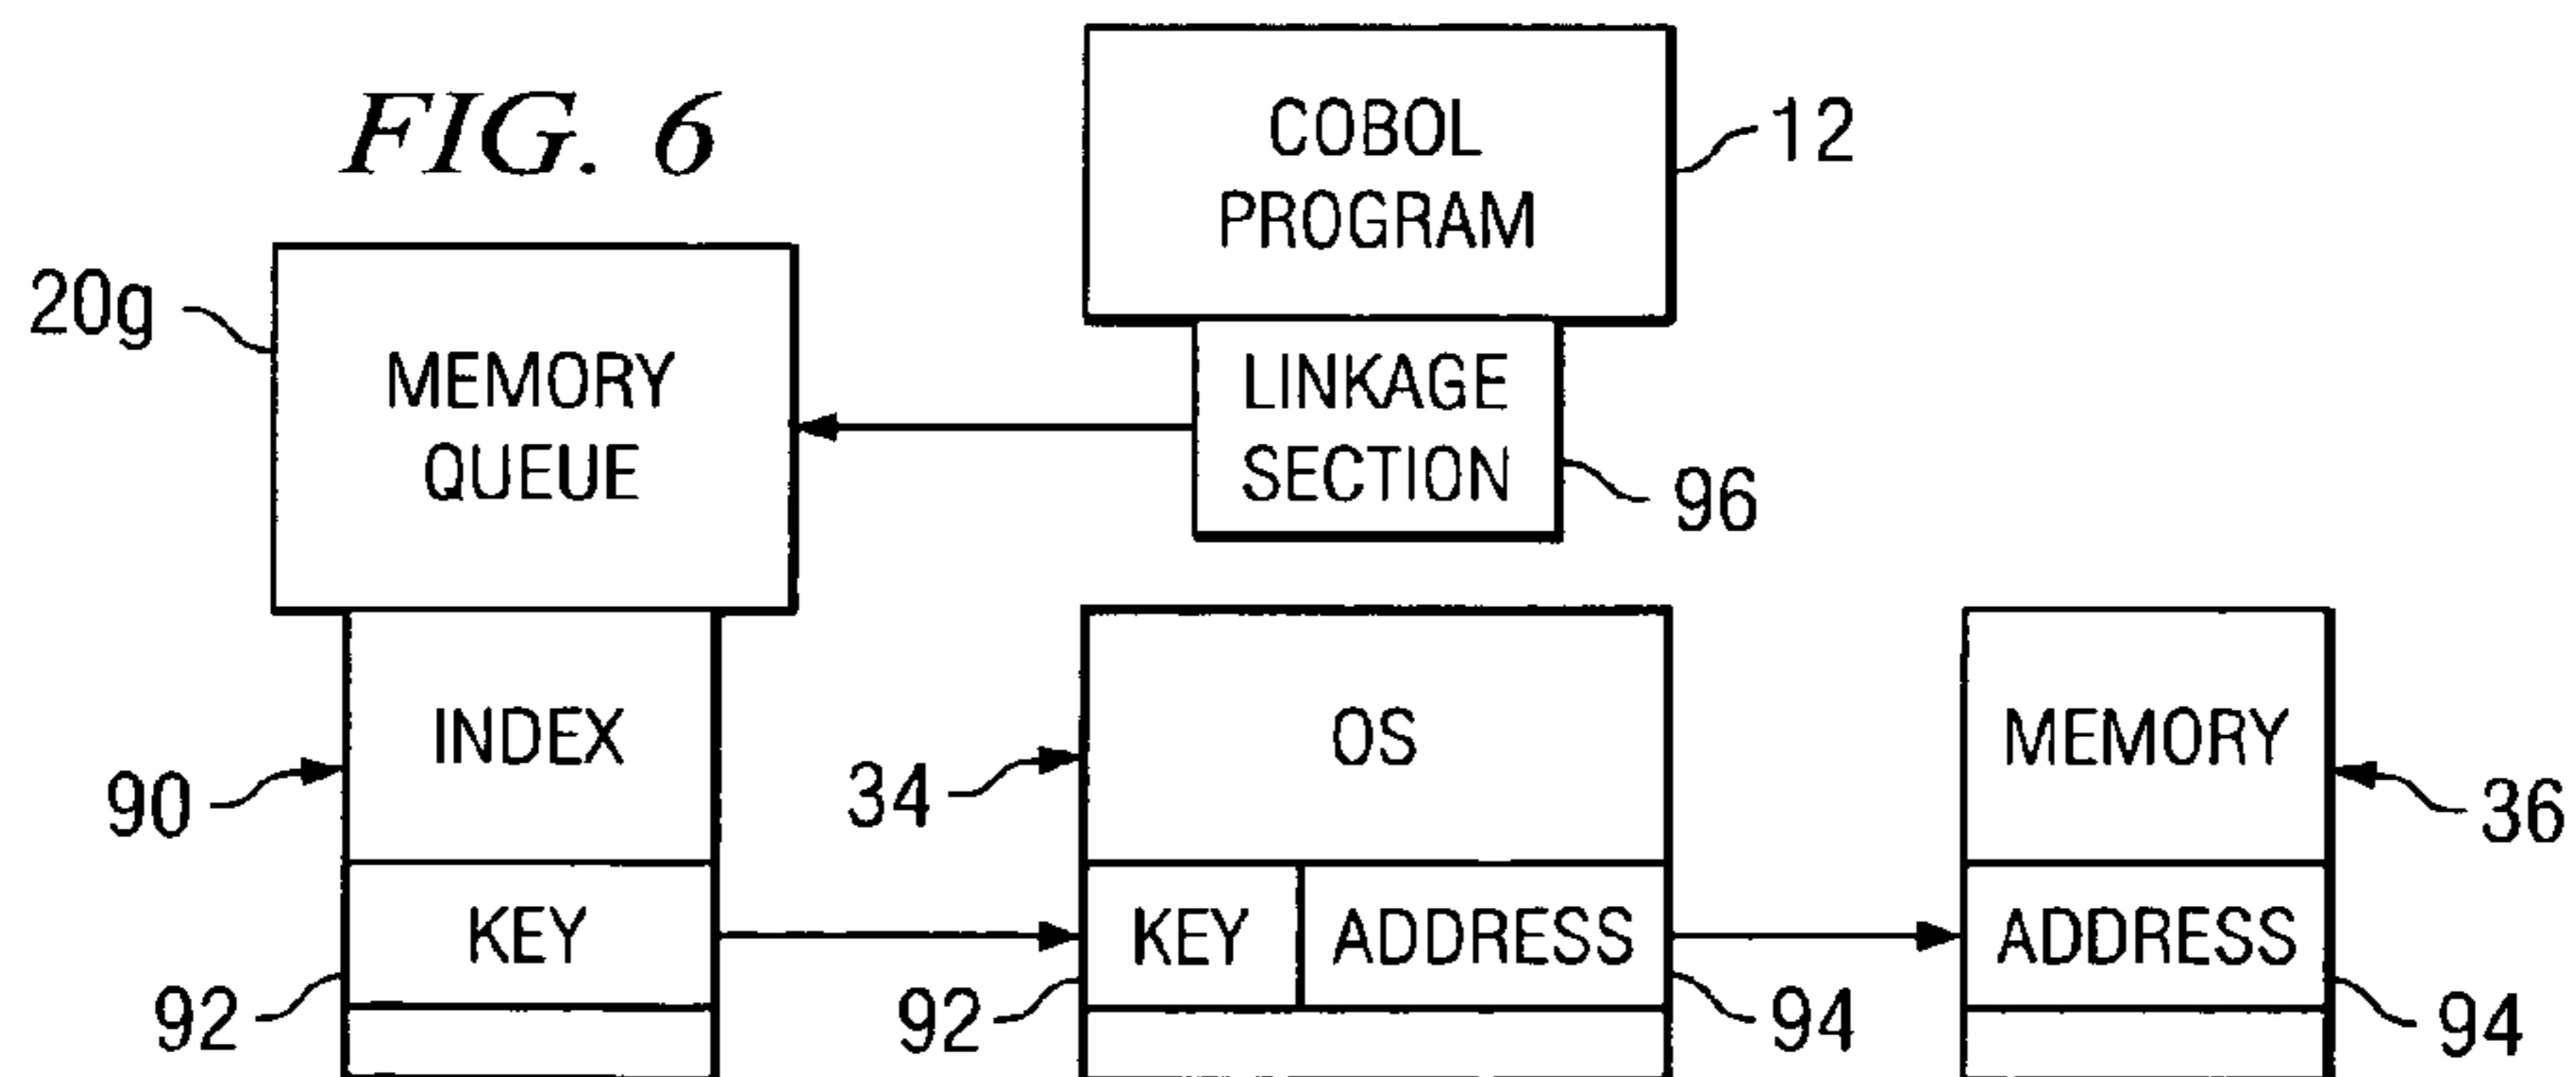 FIG. 6
COBOL
PROGRAM
12
20g
MEMORY
QUEUE
LINKAGE
SECTION
96
INDEX
90
OS
34
MEMORY
36
KEY
92
KEY
ADDRESS
92
94
ADDRESS
94